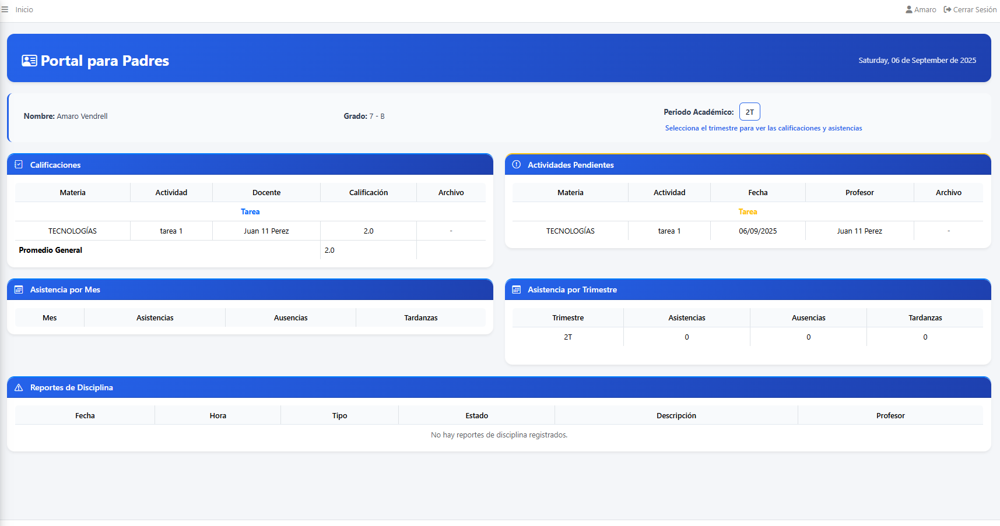 Inicio
Amaro
Cerrar Sesión
Portal para Padres
Saturday, 06 de September de 2025
Nombre: Amaro Vendrell
Grado: 7 - B
Periodo Académico: 2T
Selecciona el trimestre para ver las calificaciones y asistencias
Calificaciones
Materia Actividad Docente Calificación Archivo
Tarea
TECNOLOGÍAS tarea 1 Juan 11 Perez 2.0 -
Promedio General 2.0
Actividades Pendientes
Materia Actividad Fecha Profesor Archivo
Tarea
TECNOLOGÍAS tarea 1 06/09/2025 Juan 11 Perez -
Asistencia por Mes
Mes Asistencias Ausencias Tardanzas
Asistencia por Trimestre
Trimestre Asistencias Ausencias Tardanzas
2T 0 0 0
Reportes de Disciplina
Fecha Hora Tipo Estado Descripción Profesor
No hay reportes de disciplina registrados.